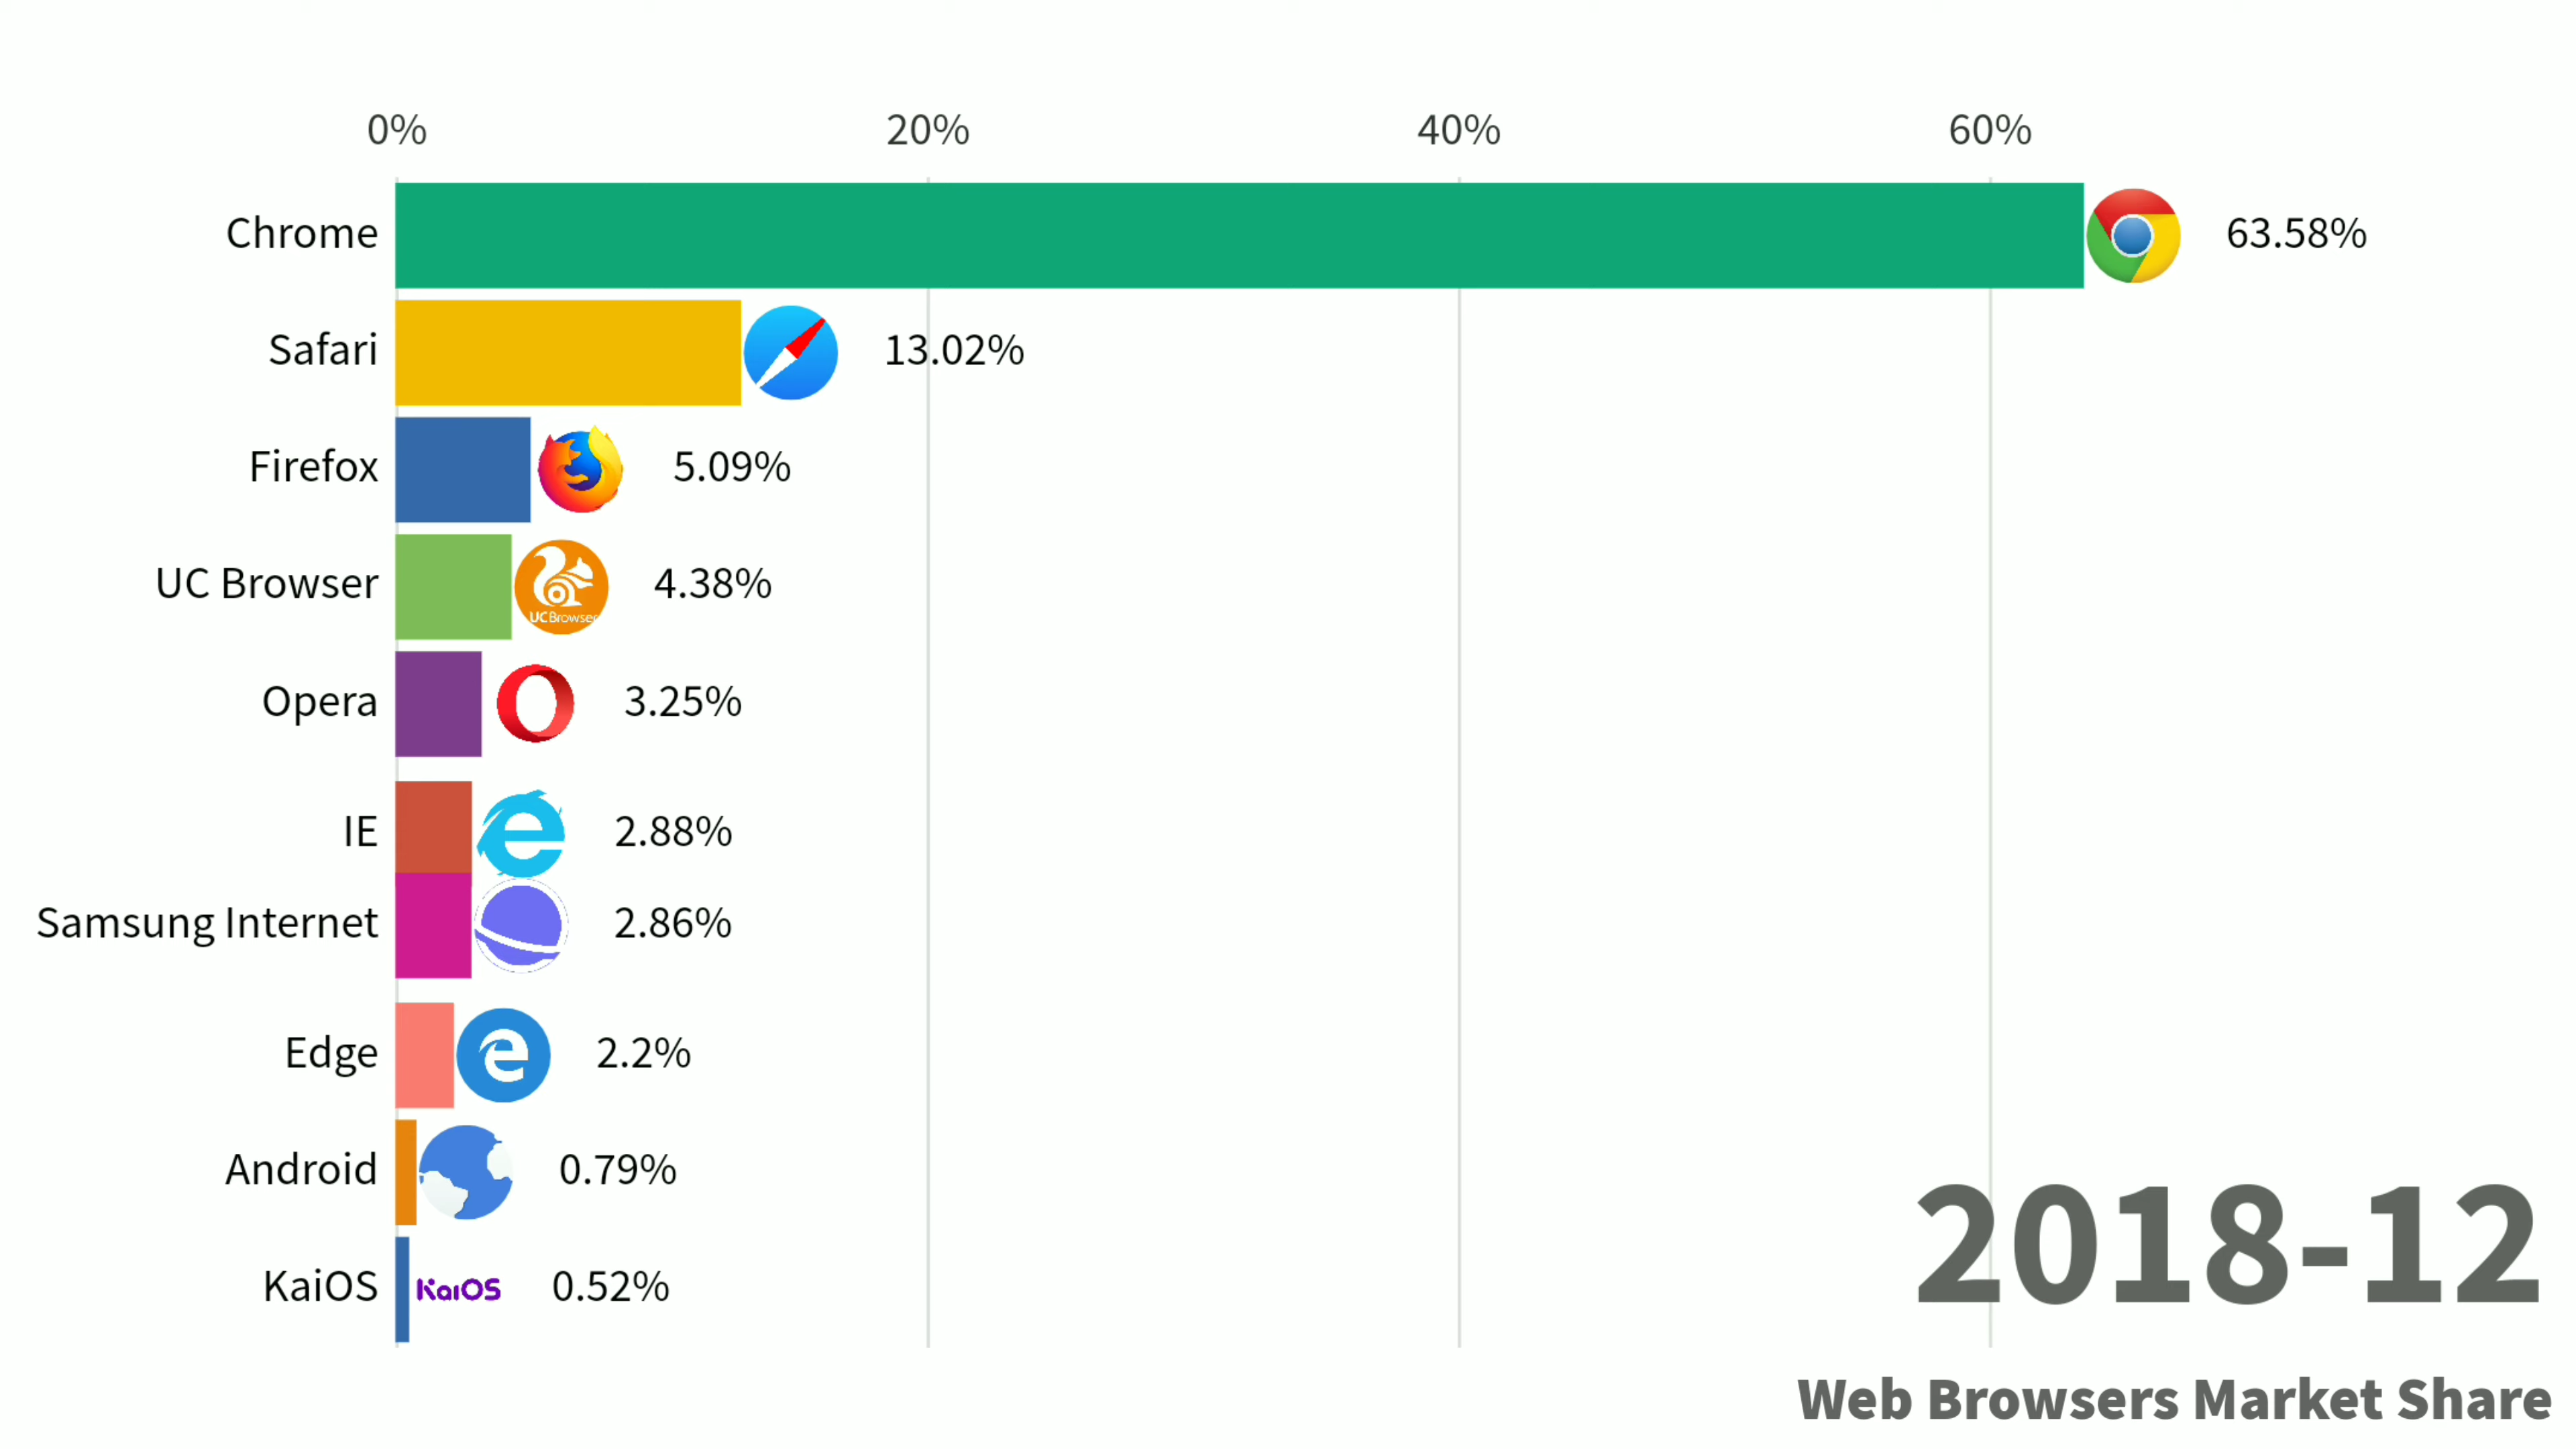 0% 20% 40% 60%
Chrome 63.58%
Safari 13.02%
Firefox 5.09%
UC Browser UCBrowser 4.38%
Opera 3.25%
IE 2.88%
Samsung Internet 2.86%
Edge 2.2%
Android 0.79%
KaiOS KaiOS 0.52%
2018-12
Web Browsers Market Share